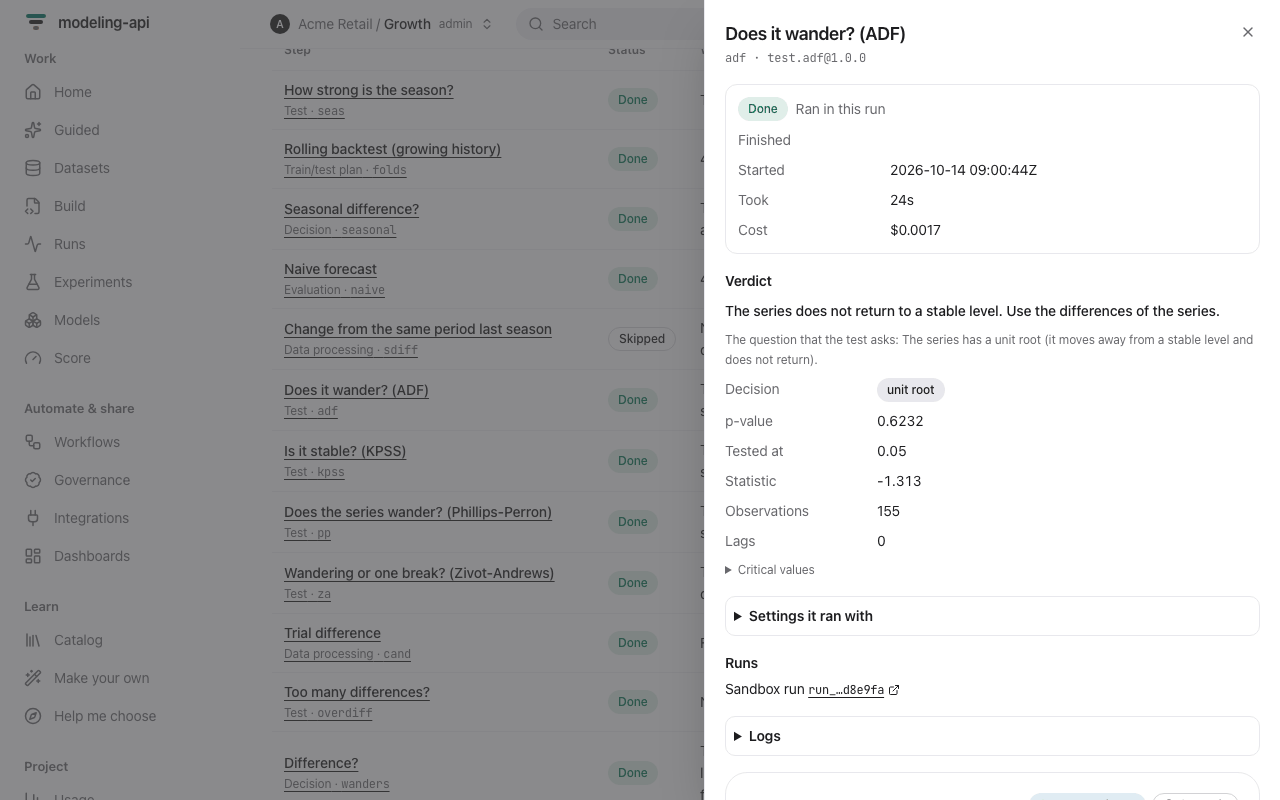 modeling-api
Work
Home
Guided
Datasets
Build
Runs
Experiments
Models
Score
Automate & share
Workflows
Governance
Integrations
Dashboards
Learn
Catalog
Make your own
Help me choose
Project
Usage
A Acme Retail / Growth admin
Search
Step Status
How strong is the season?
Test · seas
Done
Rolling backtest (growing history)
Train/test plan · folds
Done
Seasonal difference?
Decision · seasonal
Done
Naive forecast
Evaluation · naive
Done
Change from the same period last season
Data processing · sdiff
Skipped
Does it wander? (ADF)
Test · adf
Done
Is it stable? (KPSS)
Test · kpss
Done
Does the series wander? (Phillips-Perron)
Test · pp
Done
Wandering or one break? (Zivot-Andrews)
Test · za
Done
Trial difference
Data processing · cand
Done
Too many differences?
Test · overdiff
Done
Difference?
Decision · wanders
Done
Does it wander? (ADF)
adf · test.adf@1.0.0
Done Ran in this run
Finished
Started 2026-10-14 09:00:44Z
Took 24s
Cost $0.0017
Verdict
The series does not return to a stable level. Use the differences of the series.
The question that the test asks: The series has a unit root (it moves away from a stable level and
does not return).
Decision unit root
p-value 0.6232
Tested at 0.05
Statistic -1.313
Observations 155
Lags 0
Critical values
Settings it ran with
Runs
Sandbox run run_…d8e9fa
Logs